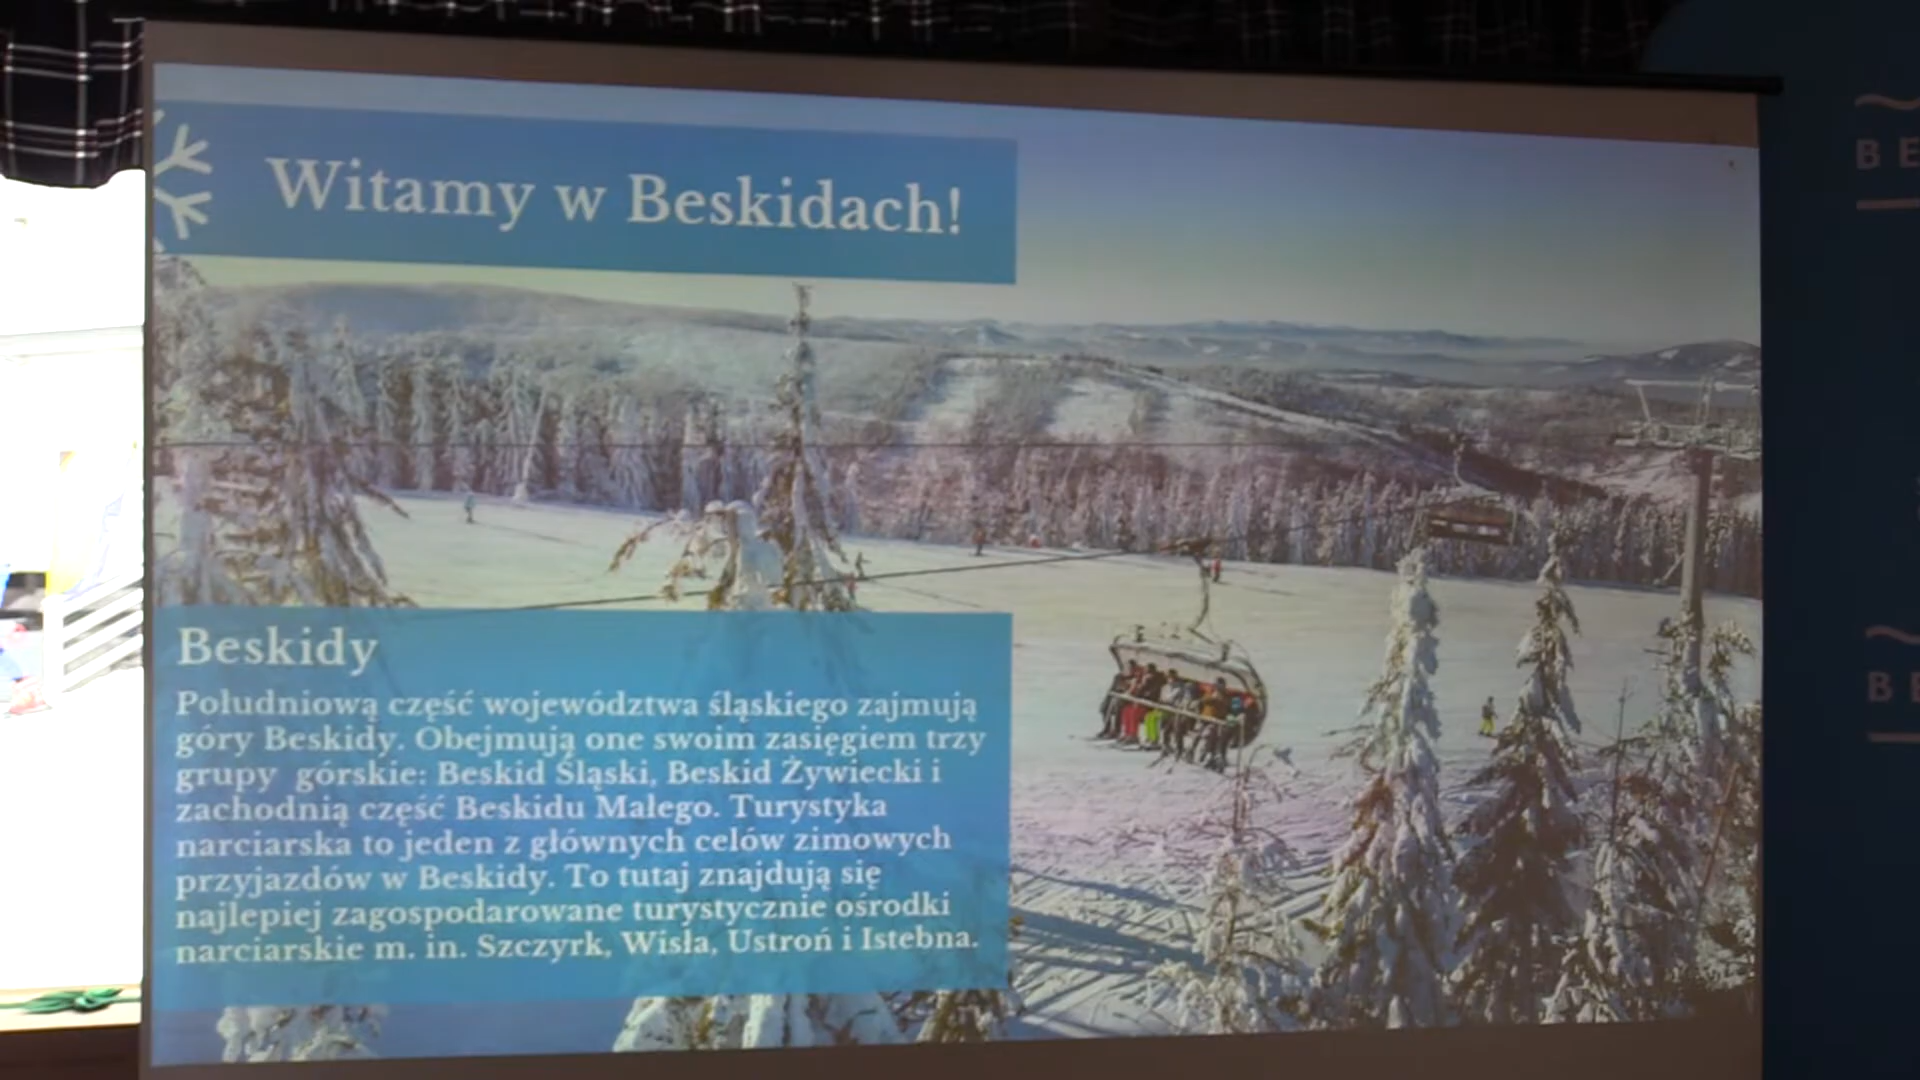 Witamy w Beskidach!
Beskidy
Południową część województwa śląskiego zajmują
góry Beskidy. Obejmują one swoim zasięgiem trzy
grupy górskie: Beskid Śląski, Beskid Żywiecki i
zachodnią część Beskidu Małego. Turystyka
narciarska to jeden z głównych celów zimowych
przyjazdów w Beskidy. To tutaj znajdują się
najlepiej zagospodarowane turystycznie ośrodki
narciarskie m. in. Szczyrk, Wisła, Ustroń i Istebna.
BE
BE